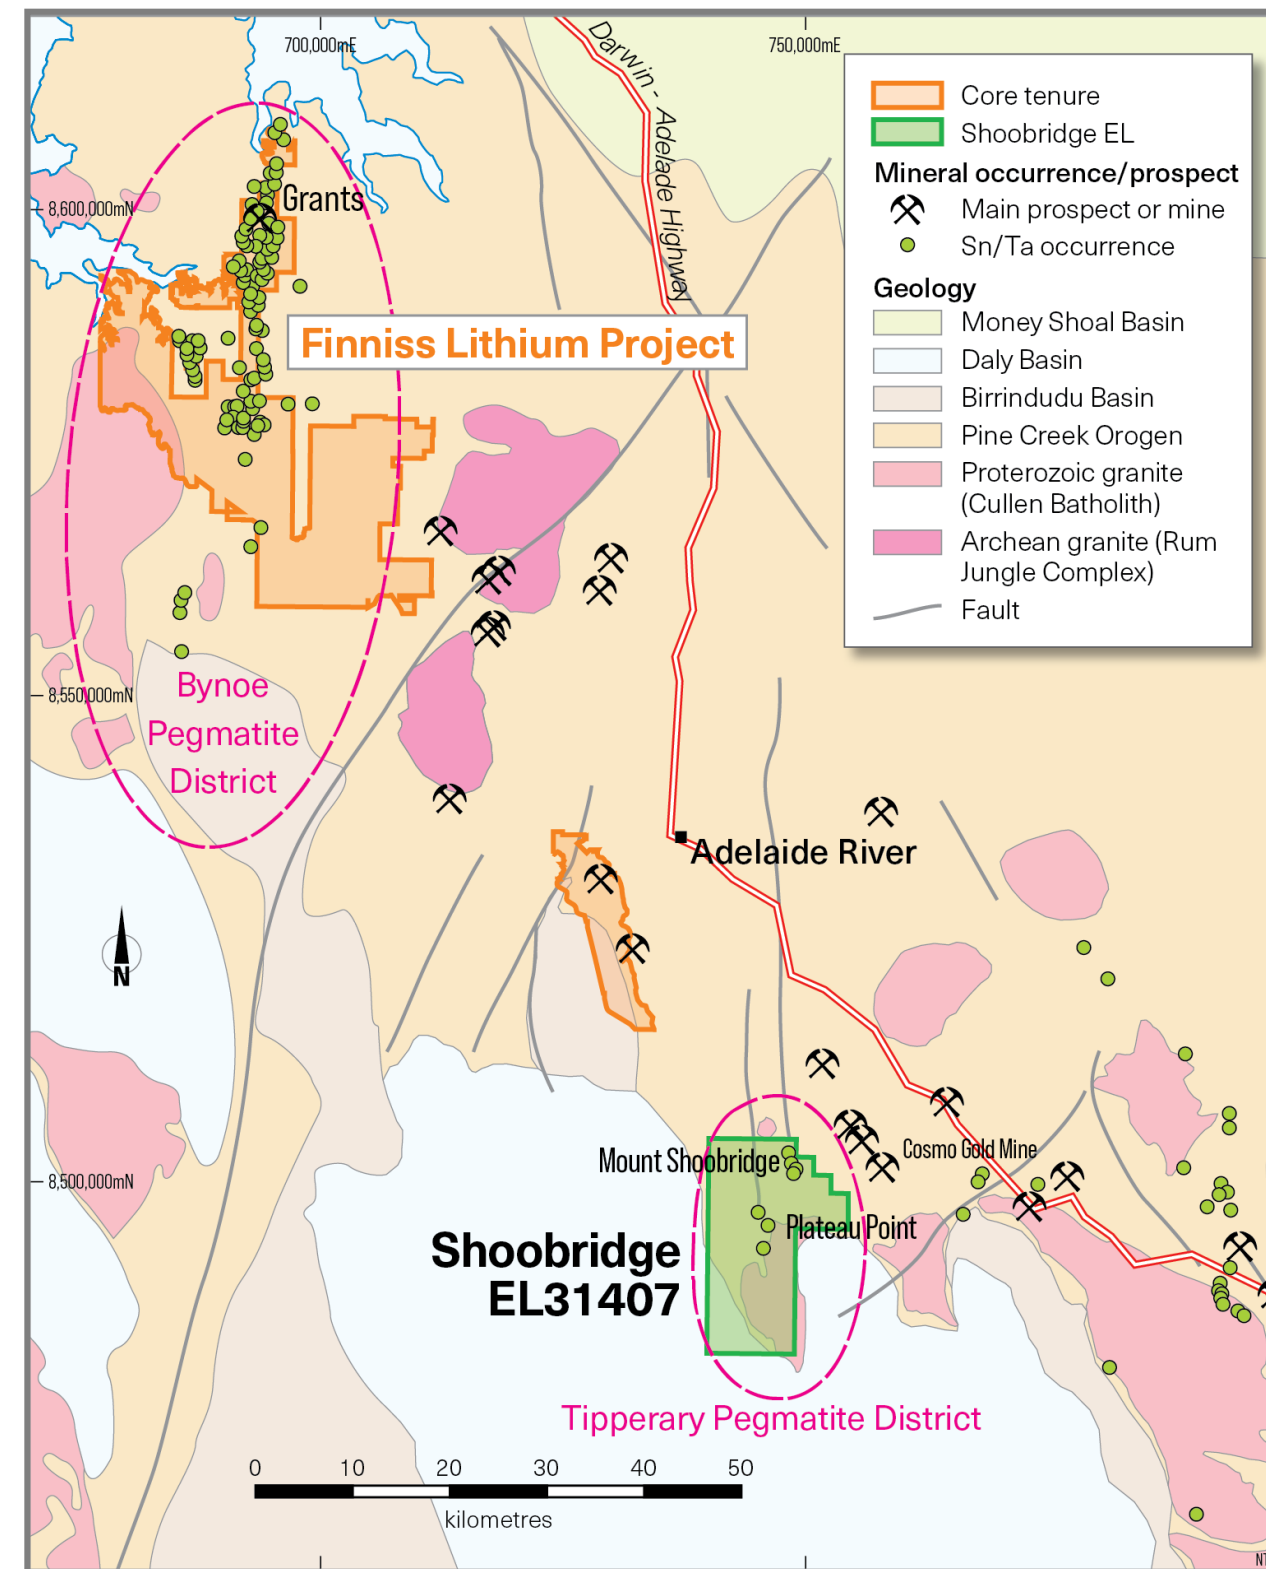 700,000mE
750,000mE
Darwin - Adelade Highway
Core tenure
Shoobridge EL
Mineral occurrence/prospect
Main prospect or mine
Sn/Ta occurrence
Geology
Money Shoal Basin
Daly Basin
Birrindudu Basin
Pine Creek Orogen
Proterozoic granite
(Cullen Batholith)
Archean granite (Rum
Jungle Complex)
Fault
Grants
8,600,000mN
Finniss Lithium Project
8,550,000mN
Bynoe
Pegmatite
District
Adelaide River
N
Cosmo Gold Mine
Mount Shoobridge
8,500,000mN
Plateau Point
Shoobridge
EL31407
Tipperary Pegmatite District
0 10 20 30 40 50
kilometres
NT